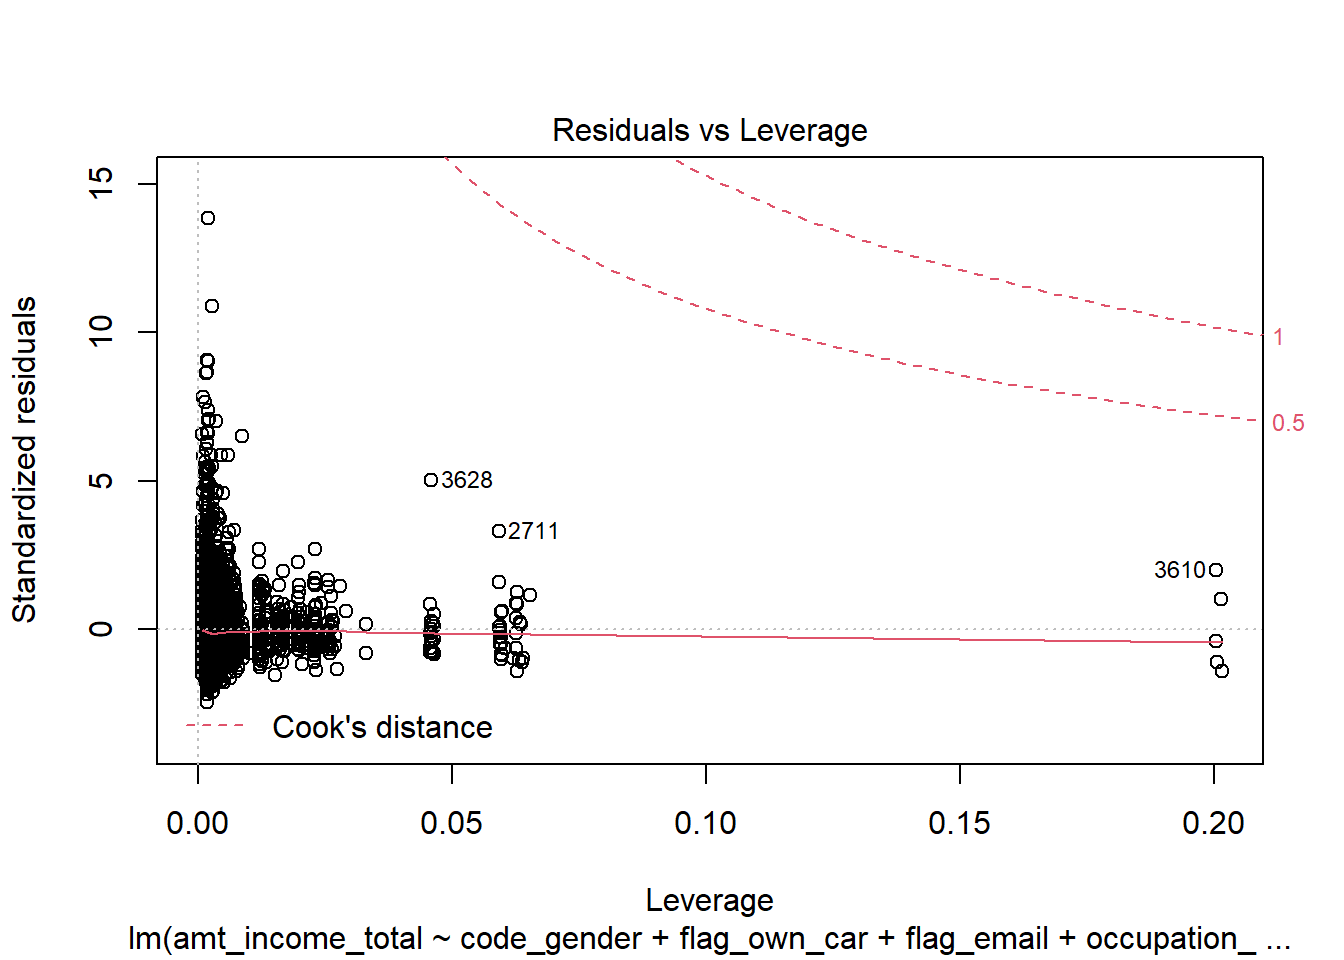 Residuals vs Leverage
Standardized residuals
15
10
5
0
1
0.5
3628
2711
3610
Cook's distance
0.00
0.05
0.10
0.15
0.20
Leverage
lm(amt_income_total ~ code_gender + flag_own_car + flag_email + occupation_ ...